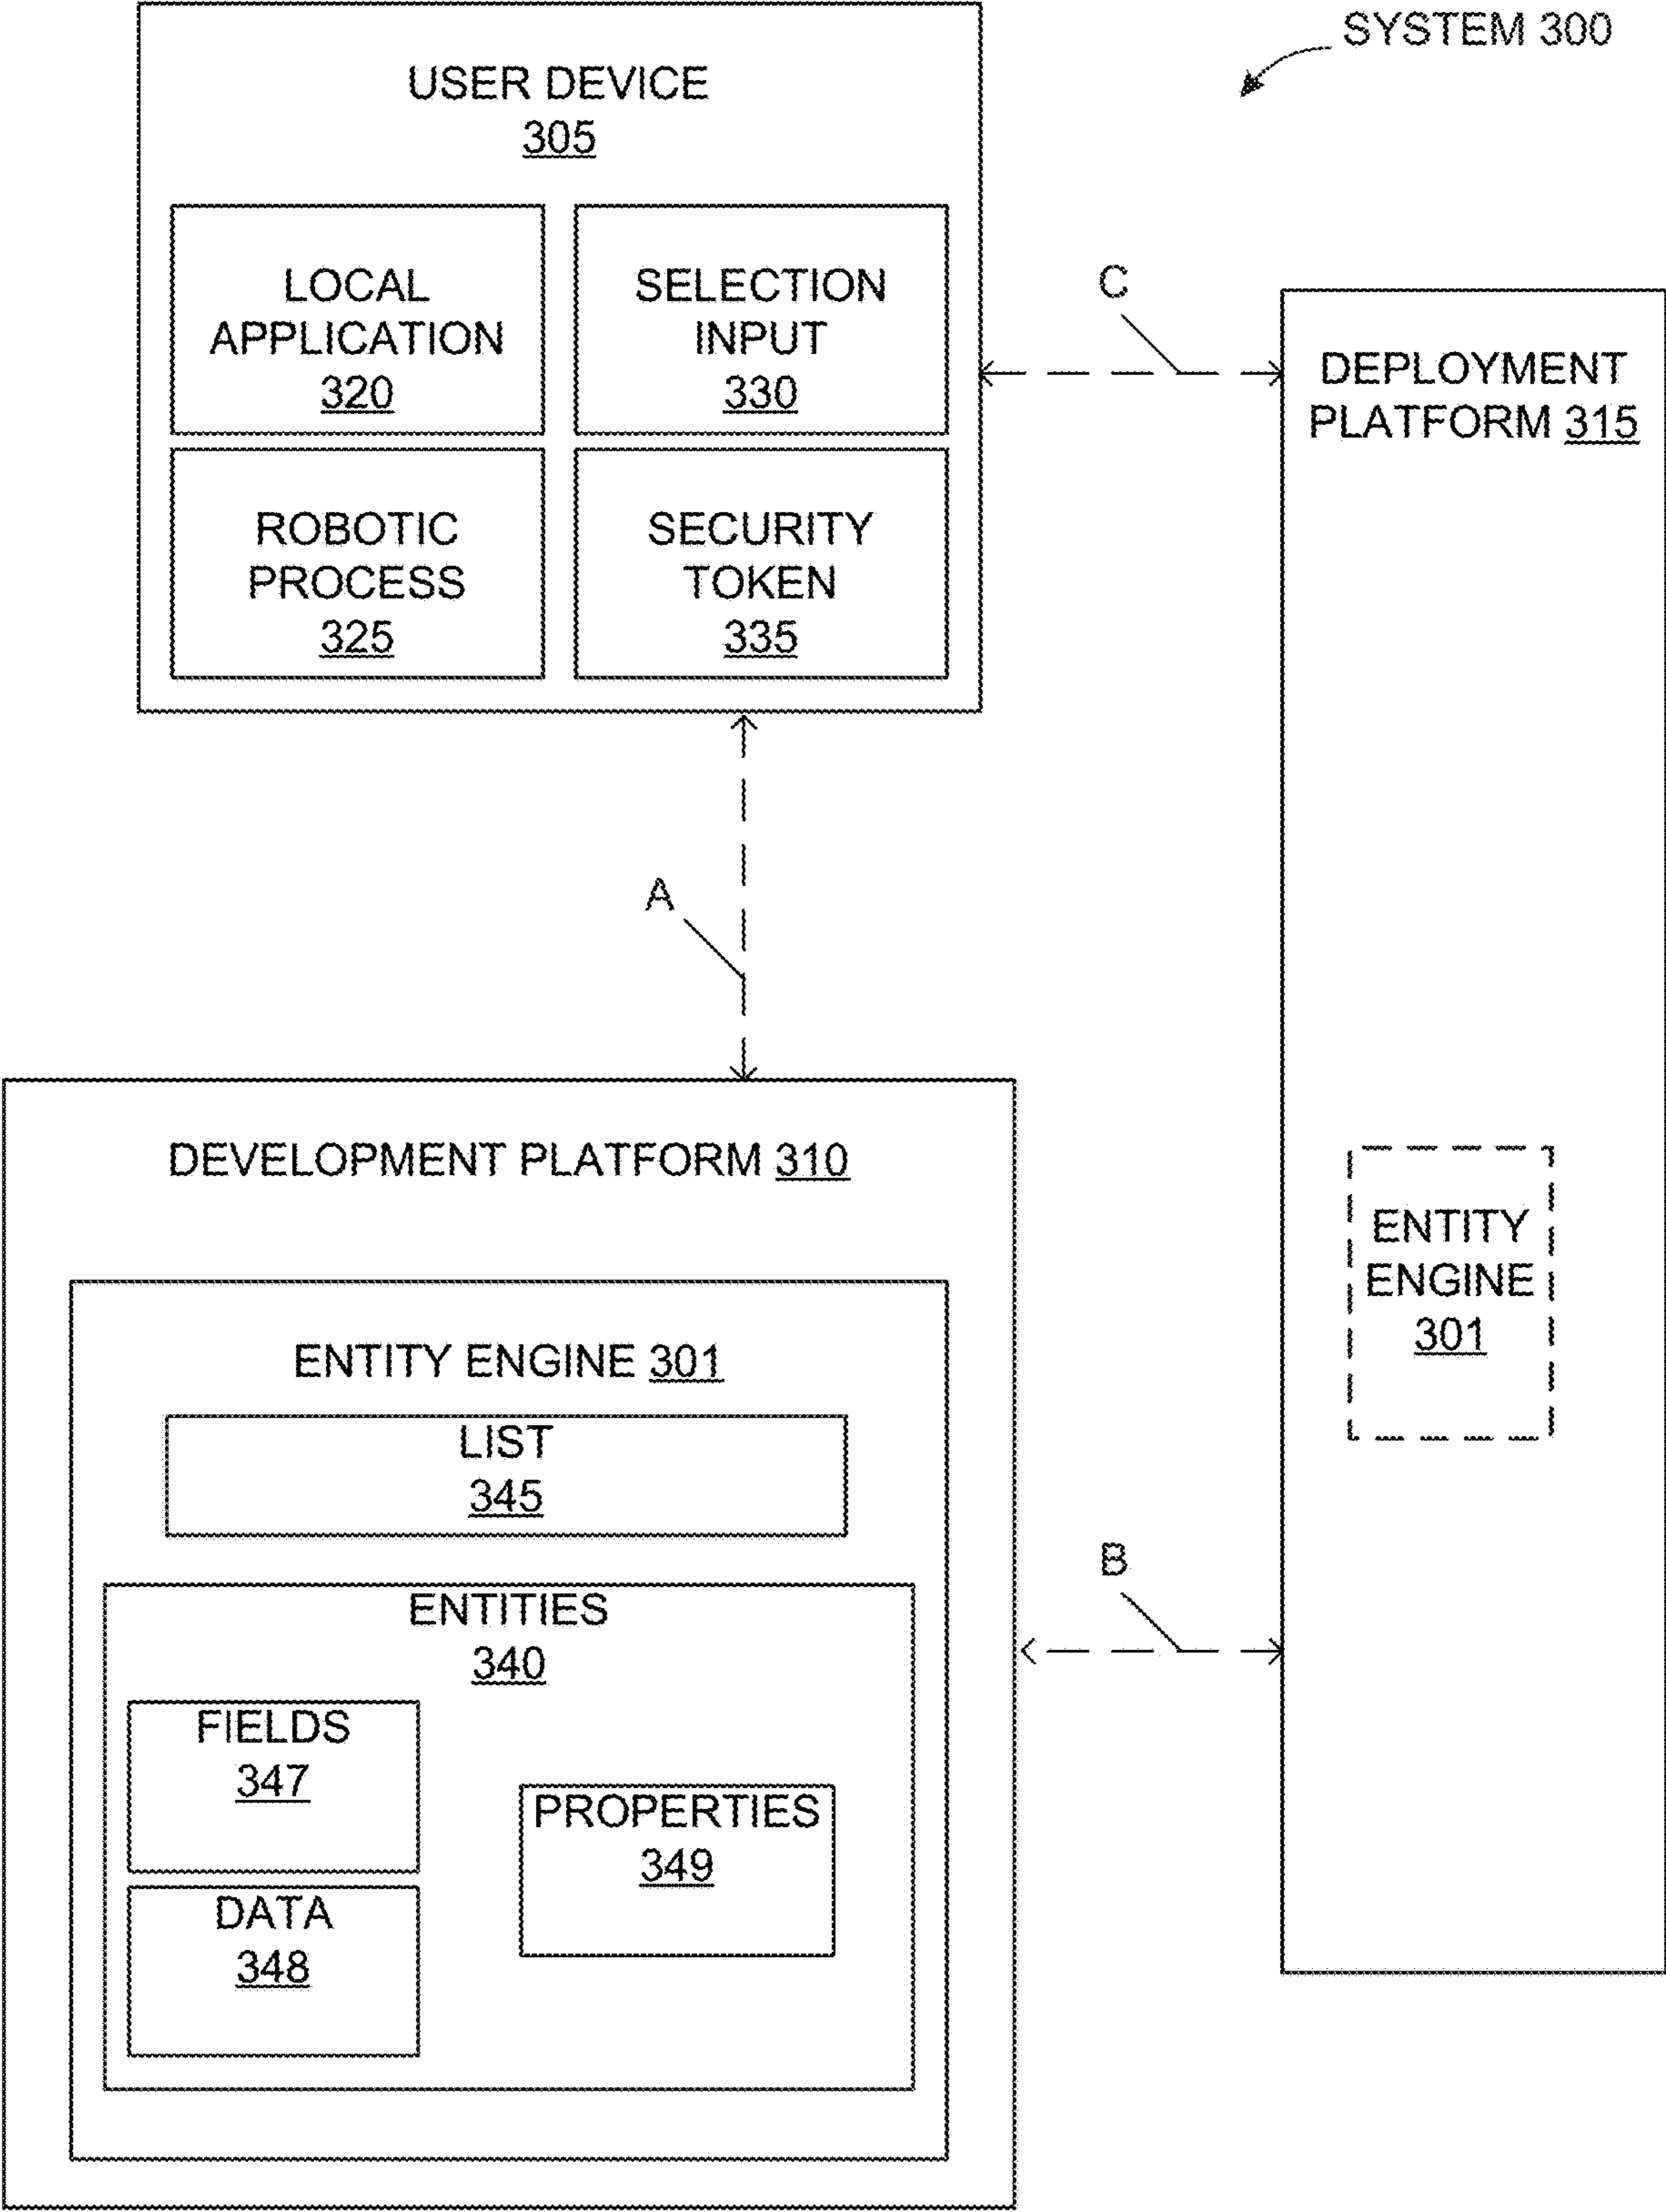 SYSTEM 300
USER DEVICE
305
LOCAL
APPLICATION
320
SELECTION
INPUT
330
ROBOTIC
PROCESS
325
SECURITY
TOKEN
335
C
DEPLOYMENT
PLATFORM 315
A
DEVELOPMENT PLATFORM 310
ENTITY ENGINE 301
LIST
345
ENTITIES
340
FIELDS
347
DATA
348
PROPERTIES
349
B
ENTITY
ENGINE
301